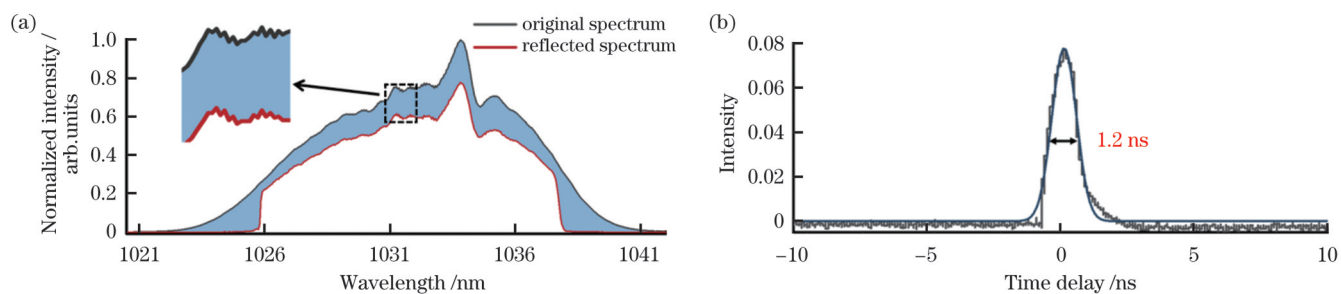 (a)
original spectrum
reflected spectrum
Normalized intensity /
arb.units
1.0
0.8
0.6
0.4
0.2
0
1021
1026
1031
1036
1041
Wavelength /nm
(b)
Intensity
0.08
0.06
0.04
0.02
0
1.2 ns
−10
−5
0
5
10
Time delay /ns